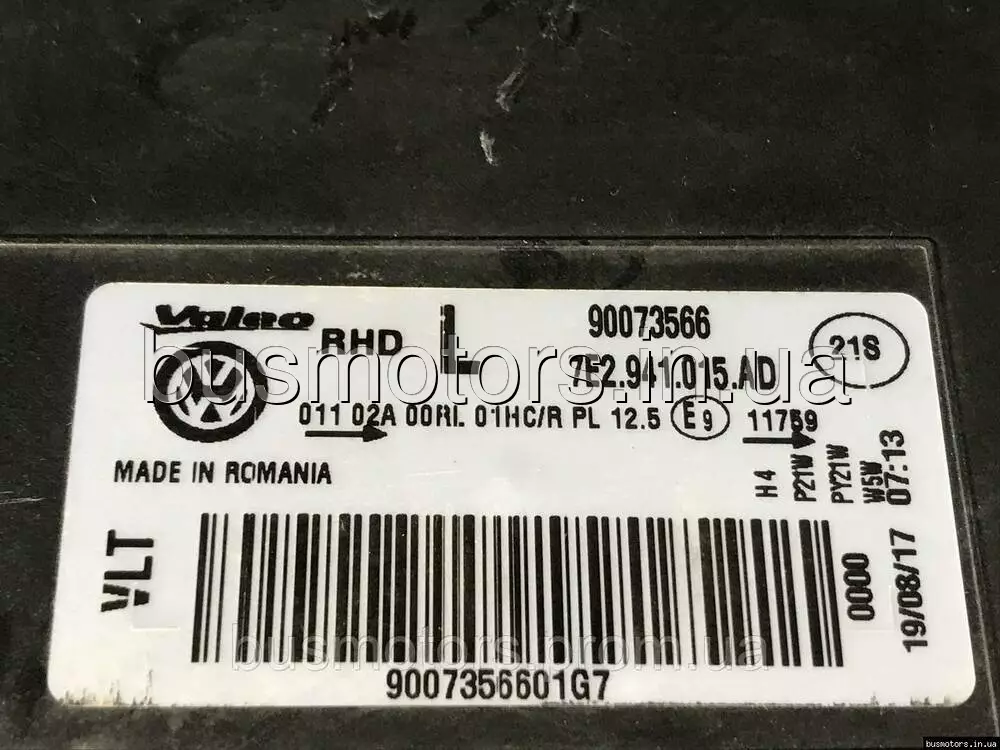 Valeo RHD L 90073566
7E2.941.015.AD 21S
011 02A 00RL 01HC/R PL 12.5 E9 11759
MADE IN ROMANIA
H4
P21W
PY21W
W5W
07:13
VLT
0000
19/08/17
9007356601G7
busmotors.in.ua
busmotors.prom.ua
busmotors.in.ua